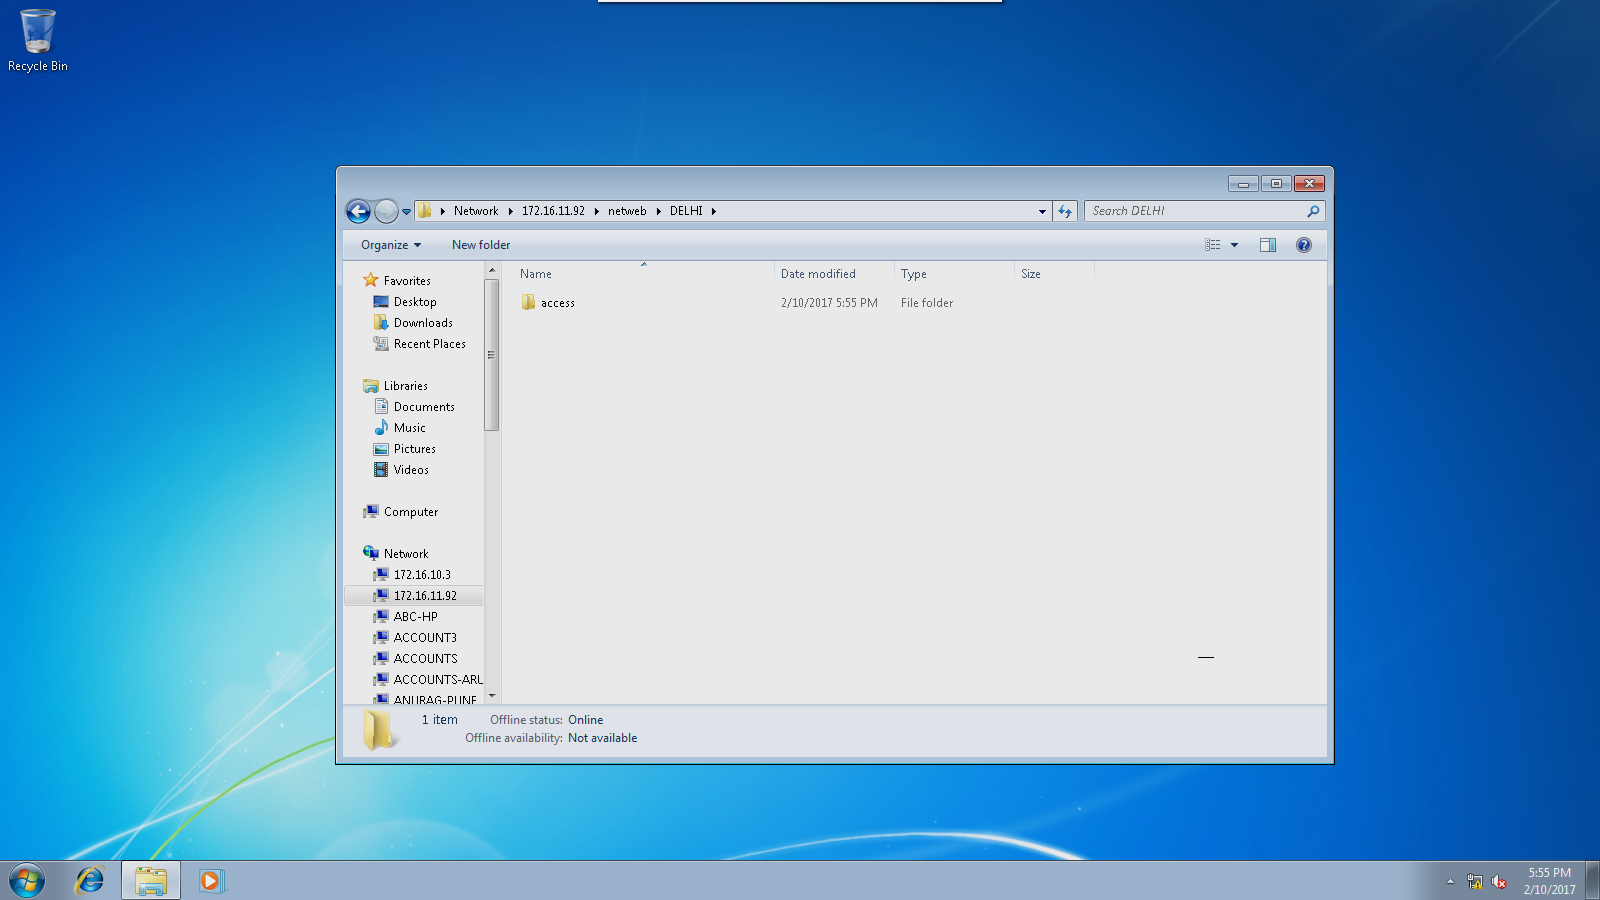 Recycle Bin
Network 172.16.11.92 netweb DELHI
Search DELHI
Organize New folder
Name Date modified Type Size
access 2/10/2017 5:55 PM File folder
Favorites
Desktop
Downloads
Recent Places
Libraries
Documents
Music
Pictures
Videos
Computer
Network
172.16.10.3
172.16.11.92
ABC-HP
ACCOUNT3
ACCOUNTS
ACCOUNTS-ARU
ANURAG-PUNE
1 item Offline status: Online
Offline availability: Not available
5:55 PM
2/10/2017